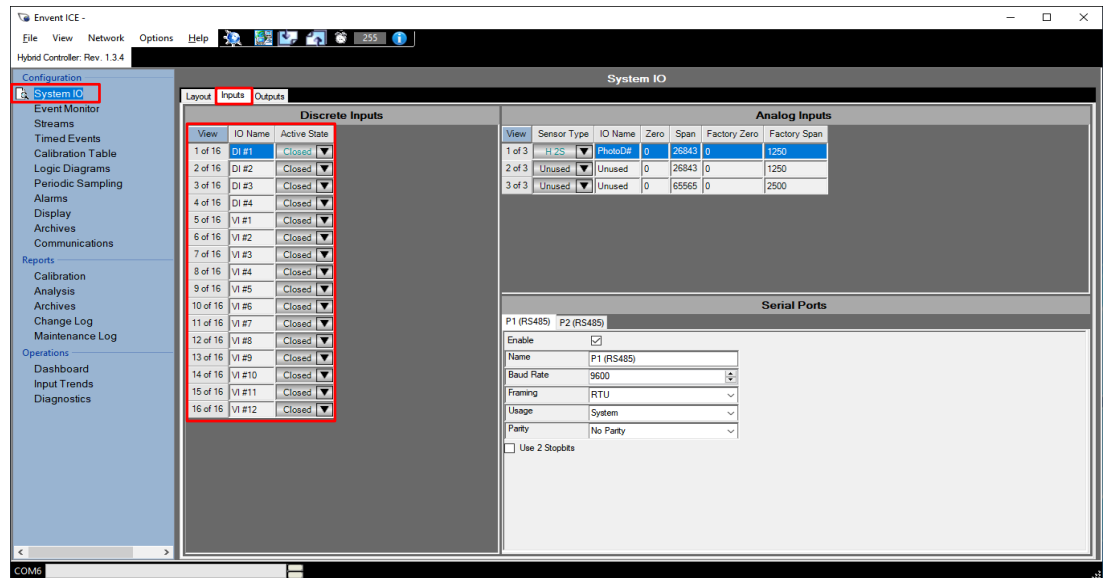 Envent ICE -
File View Network Options Help 255
Hybrid Controller: Rev. 1.3.4
Configuration
System IO
Event Monitor
Streams
Timed Events
Calibration Table
Logic Diagrams
Periodic Sampling
Alarms
Display
Archives
Communications
Reports
Calibration
Analysis
Archives
Change Log
Maintenance Log
Operations
Dashboard
Input Trends
Diagnostics
System IO
Layout Inputs Outputs
Discrete Inputs
View IO Name Active State
1 of 16 DI #1 Closed
2 of 16 DI #2 Closed
3 of 16 DI #3 Closed
4 of 16 DI #4 Closed
5 of 16 VI #1 Closed
6 of 16 VI #2 Closed
7 of 16 VI #3 Closed
8 of 16 VI #4 Closed
9 of 16 VI #5 Closed
10 of 16 VI #6 Closed
11 of 16 VI #7 Closed
12 of 16 VI #8 Closed
13 of 16 VI #9 Closed
14 of 16 VI #10 Closed
15 of 16 VI #11 Closed
16 of 16 VI #12 Closed
Analog Inputs
View Sensor Type IO Name Zero Span Factory Zero Factory Span
1 of 3 H 2S PhotoD# 0 26843 0 1250
2 of 3 Unused Unused 0 26843 0 1250
3 of 3 Unused Unused 0 65565 0 2500
Serial Ports
P1 (RS485) P2 (RS485)
Enable
Name P1 (RS485)
Baud Rate 9600
Framing RTU
Usage System
Parity No Parity
Use 2 Stopbits
COM6